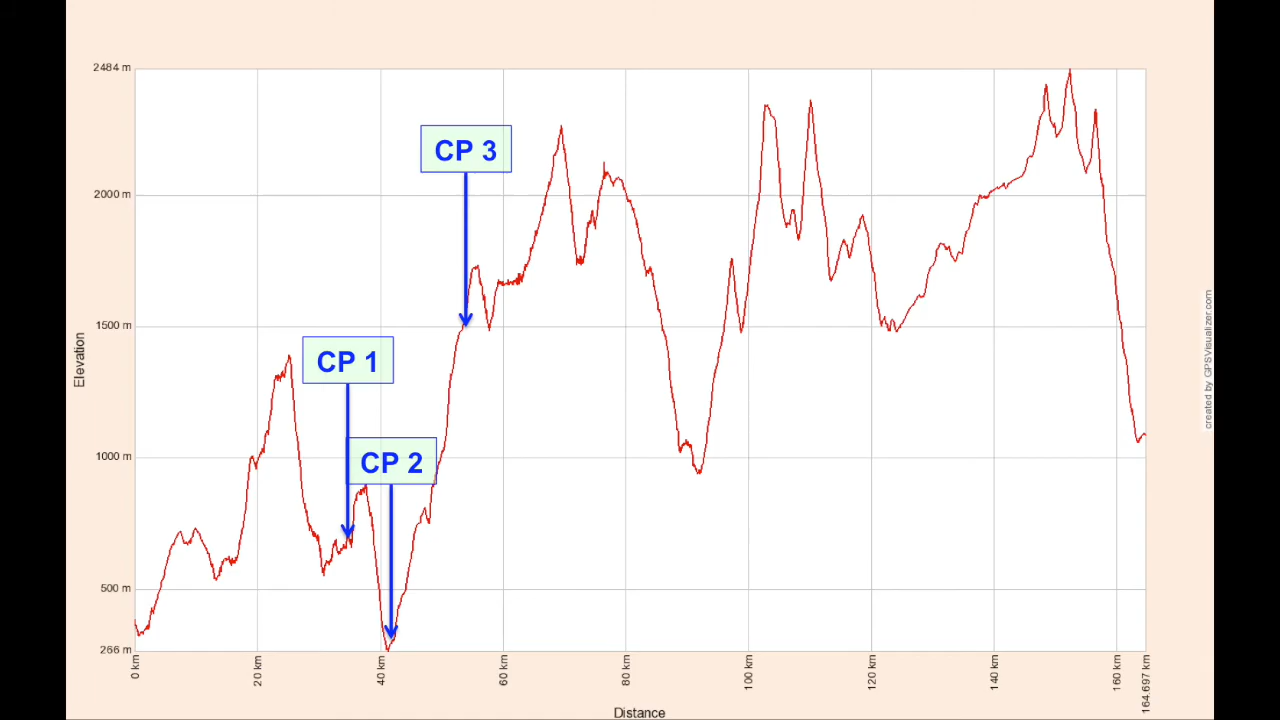 2484 m
CP 3
2000 m
1500 m
CP 1
Elevation
CP 2
1000 m
500 m
266 m
0 km
20 km
40 km
60 km
80 km
100 km
120 km
140 km
160 km
164.697 km
Distance
created by GPSVisualizer.com